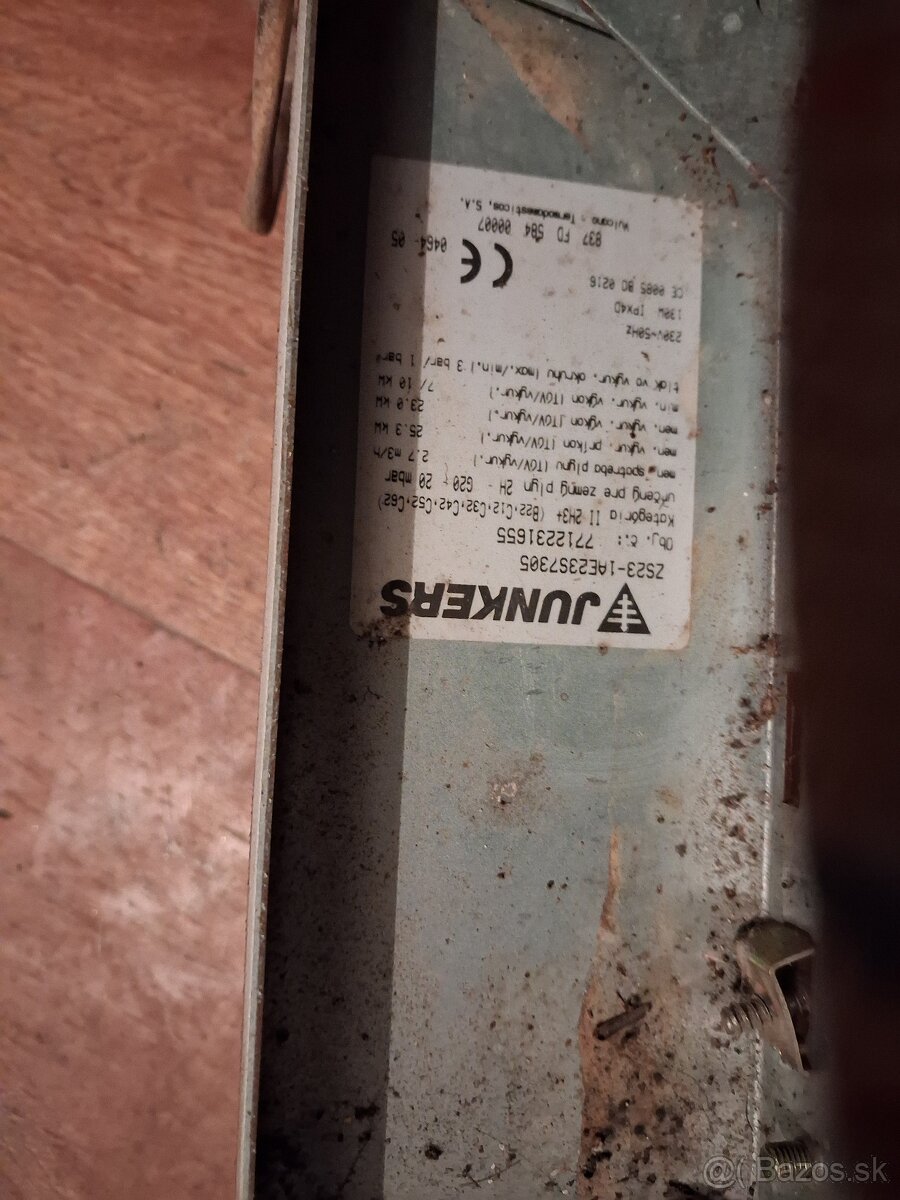 JUNKERS
ZS23-1AE23S7305
Obj. č.: 7712231655
Kategória II 2H3+ (B22,C12,C32,C42,C52,C62)
určený pre zemný plyn 2H - G20 - 20 mbar
men. spotreba plynu (TÚV/vykur.) 2.7 m3/h
men. vykur. príkon (TÚV/vykur.) 25.3 kW
men. vykur. výkon (TÚV/vykur.) 23.0 kW
min. vykur. výkon (TÚV/vykur.) 7/ 10 kW
tlak vo vykur. okruhu (max./min.) 3 bar/ 1 bar
230V~50Hz
130W IPX4D
CE 0085 BO 0216
CE 0464-05
837 FD 584 00007
Vulcano - Termodomesticos, S.A.
@( Bazos.sk